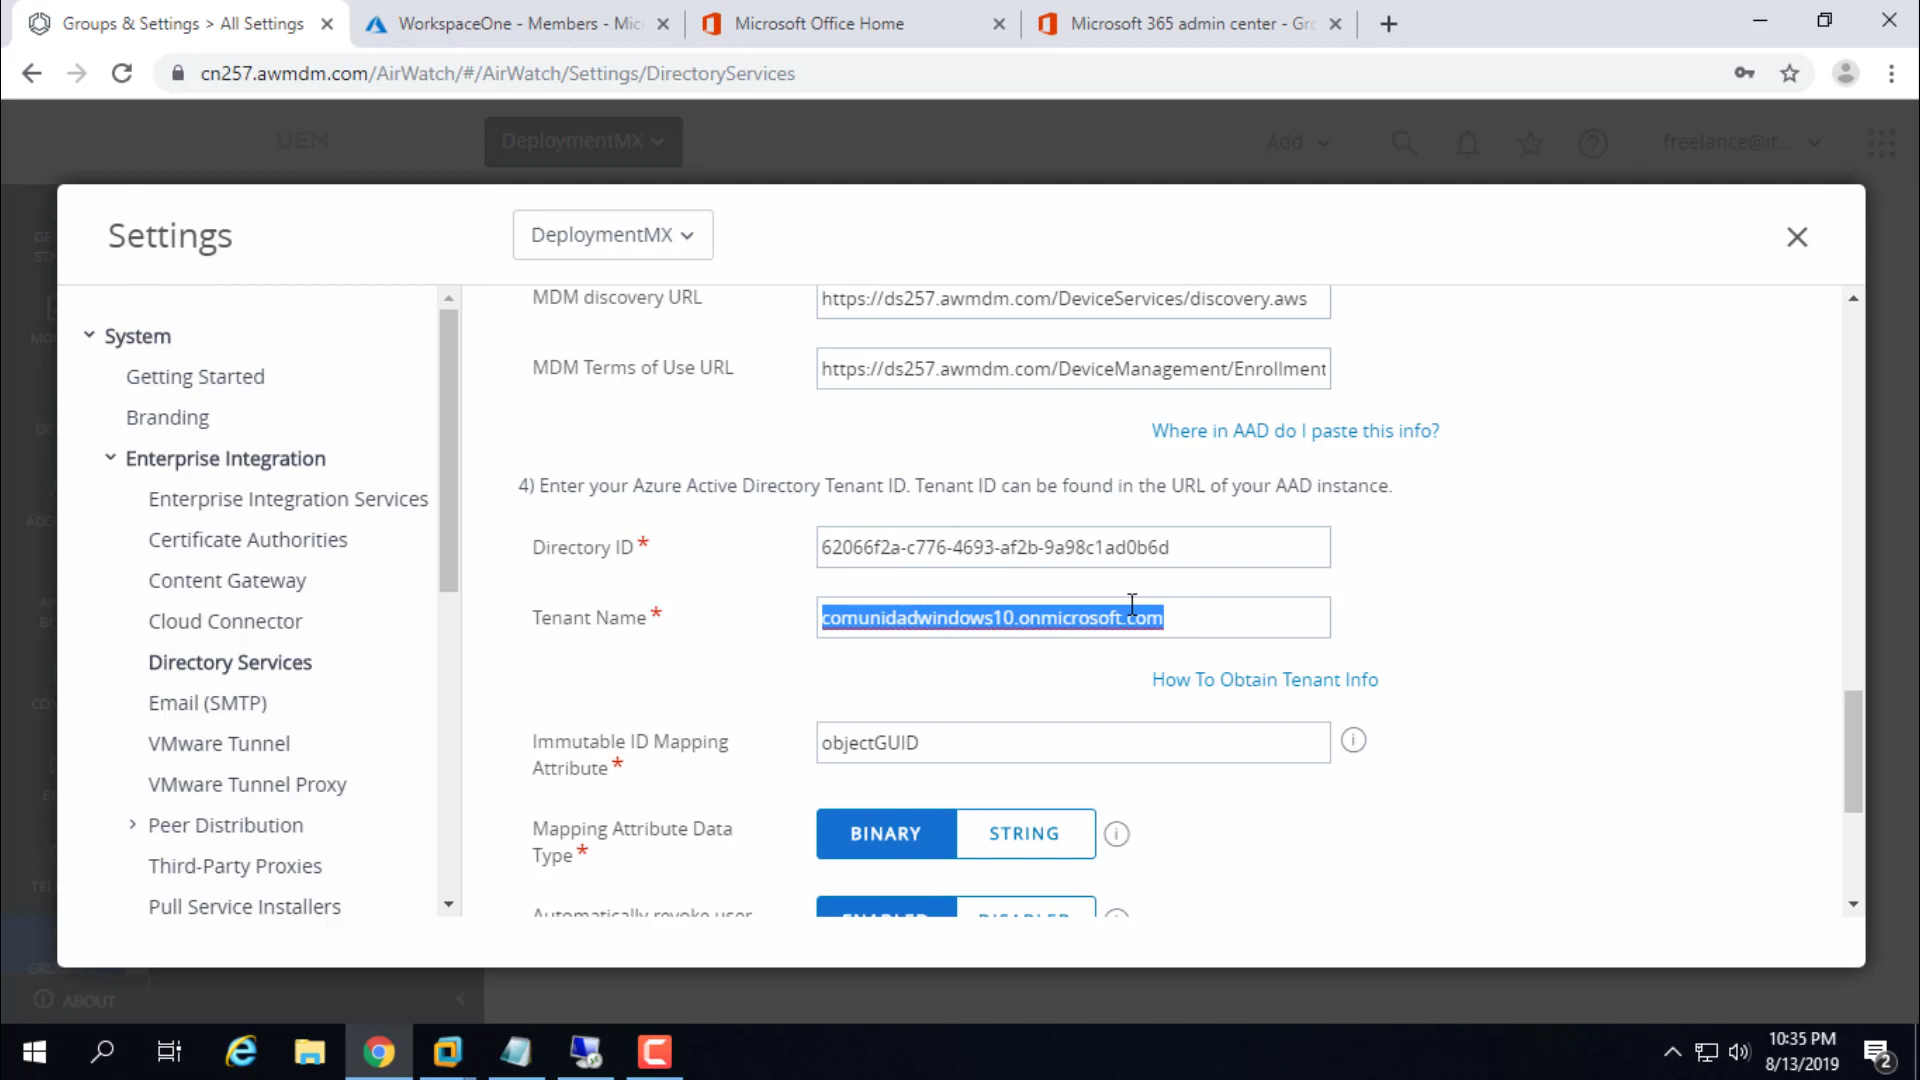 Groups & Settings > All Settings
WorkspaceOne - Members - Mic
Microsoft Office Home
Microsoft 365 admin center - Gro
cn257.awmdm.com/AirWatch/#/AirWatch/Settings/DirectoryServices
UEM
DeploymentMX
Add
freelance@it...
Settings
DeploymentMX
System
Getting Started
Branding
Enterprise Integration
Enterprise Integration Services
Certificate Authorities
Content Gateway
Cloud Connector
Directory Services
Email (SMTP)
VMware Tunnel
VMware Tunnel Proxy
Peer Distribution
Third-Party Proxies
Pull Service Installers
MDM discovery URL
https://ds257.awmdm.com/DeviceServices/discovery.aws
MDM Terms of Use URL
https://ds257.awmdm.com/DeviceManagement/Enrollment
Where in AAD do I paste this info?
4) Enter your Azure Active Directory Tenant ID. Tenant ID can be found in the URL of your AAD instance.
Directory ID *
62066f2a-c776-4693-af2b-9a98c1ad0b6d
Tenant Name *
comunidadwindows10.onmicrosoft.com
How To Obtain Tenant Info
Immutable ID Mapping
Attribute *
objectGUID
Mapping Attribute Data
Type *
BINARY
STRING
Automatically revoke user
ENABLED
DISABLED
ABOUT
10:35 PM
8/13/2019
2